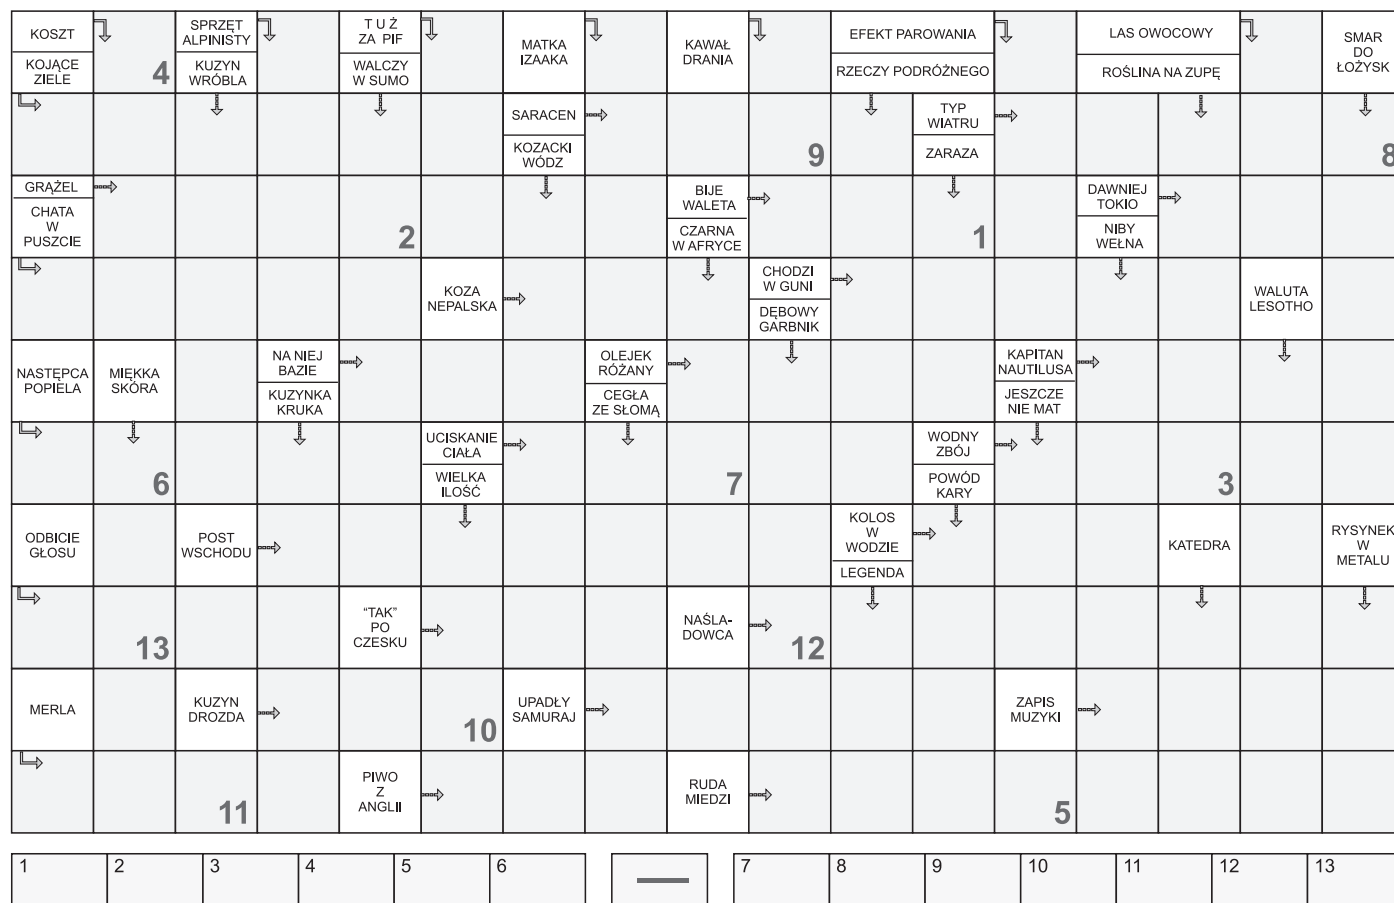 KOSZT
KOJĄCE
ZIELE
4
SPRZĘT
ALPINISTY
KUZYN
WRÓBLA
T U Ż
ZA PIF
WALCZY
W SUMO
MATKA
IZAAKA
KAWAŁ
DRANIA
EFEKT PAROWANIA
RZECZY PODRÓŻNEGO
LAS OWOCOWY
ROŚLINA NA ZUPĘ
SMAR
DO
ŁOŻYSK
SARACEN
KOZACKI
WÓDZ
9
TYP
WIATRU
ZARAZA
8
GRĄŻEL
CHATA
W
PUSZCIE
2
BIJE
WALETA
CZARNA
W AFRYCE
1
DAWNIEJ
TOKIO
NIBY
WEŁNA
KOZA
NEPALSKA
CHODZI
W GUNI
DĘBOWY
GARBNIK
WALUTA
LESOTHO
NASTĘPCA
POPIELA
MIĘKKA
SKÓRA
NA NIEJ
BAZIE
KUZYNKA
KRUKA
OLEJEK
RÓŻANY
CEGŁA
ZE SŁOMĄ
KAPITAN
NAUTILUSA
JESZCZE
NIE MAT
6
UCISKANIE
CIAŁA
WIELKA
ILOŚĆ
7
WODNY
ZBÓJ
POWÓD
KARY
3
ODBICIE
GŁOSU
POST
WSCHODU
KOLOS
W
WODZIE
LEGENDA
KATEDRA
RYSYNEK
W
METALU
13
"TAK"
PO
CZESKU
NAŚLA-
DOWCA
12
MERLA
KUZYN
DROZDA
10
UPADŁY
SAMURAJ
ZAPIS
MUZYKI
11
PIWO
Z
ANGLII
RUDA
MIEDZI
5
1 2 3 4 5 6 7 8 9 10 11 12 13